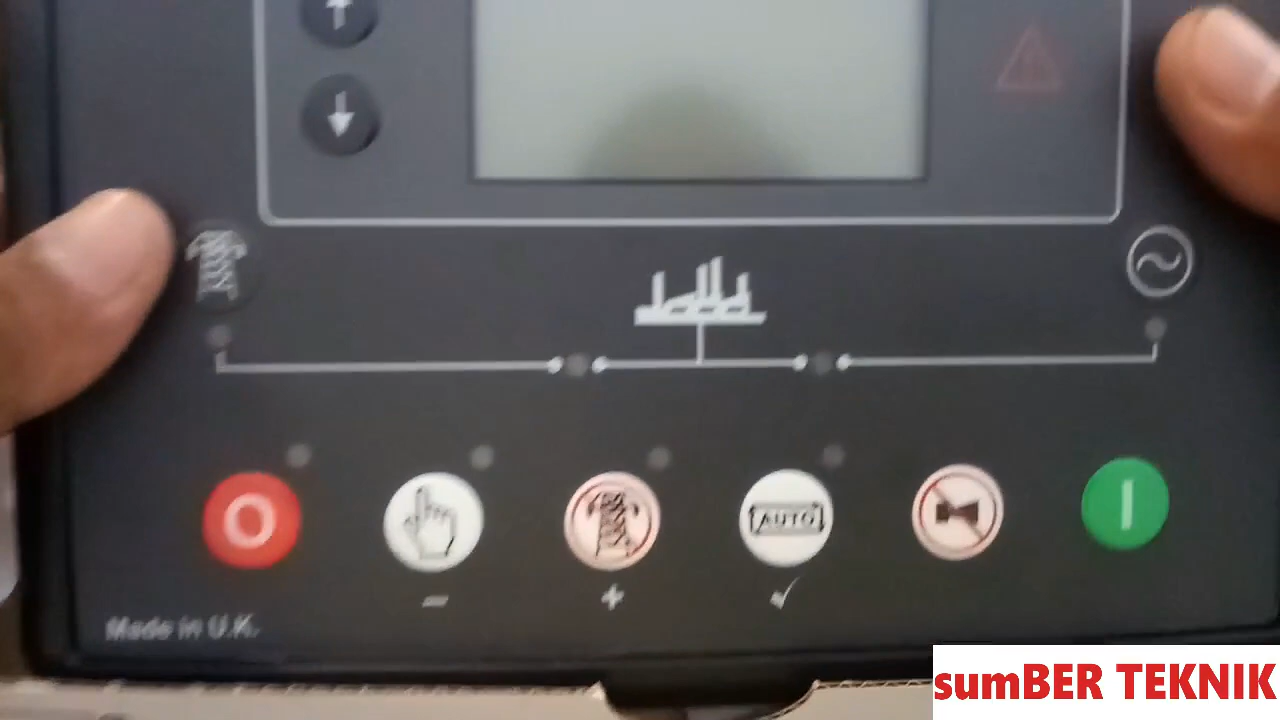 O
AUTO
I
− + ✓
Made in U.K.
sumBER TEKNIK